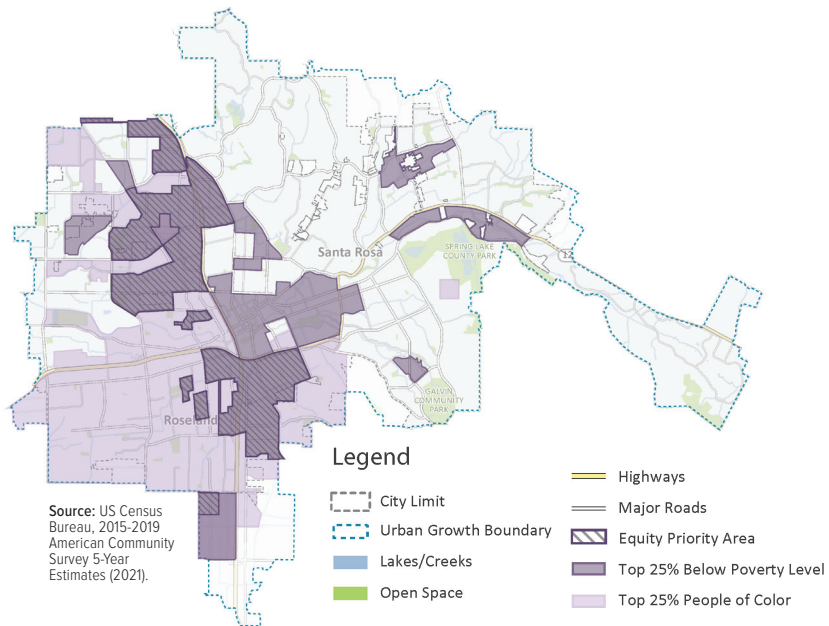 Santa Rosa
SPRING LAKE
COUNTY PARK
12
GALVIN
COMMUNITY
PARK
Roseland
Legend
City Limit
Urban Growth Boundary
Lakes/Creeks
Open Space
Highways
Major Roads
Equity Priority Area
Top 25% Below Poverty Level
Top 25% People of Color
Source: US Census
Bureau, 2015-2019
American Community
Survey 5-Year
Estimates (2021).